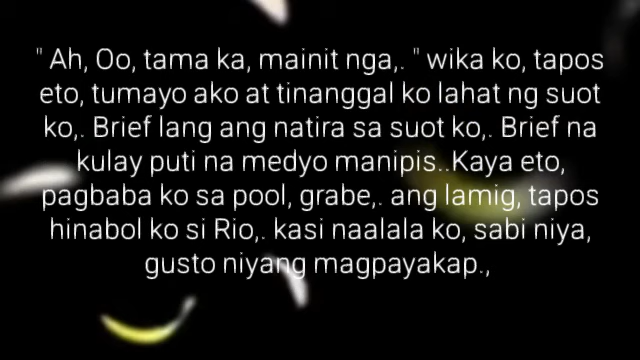 " Ah, Oo, tama ka, mainit nga,. " wika ko, tapos
eto, tumayo ako at tinanggal ko lahat ng suot
ko,. Brief lang ang natira sa suot ko,. Brief na
kulay puti na medyo manipis..Kaya eto,
pagbaba ko sa pool, grabe,. ang lamig, tapos
hinabol ko si Rio,. kasi naalala ko, sabi niya,
gusto niyang magpayakap.,